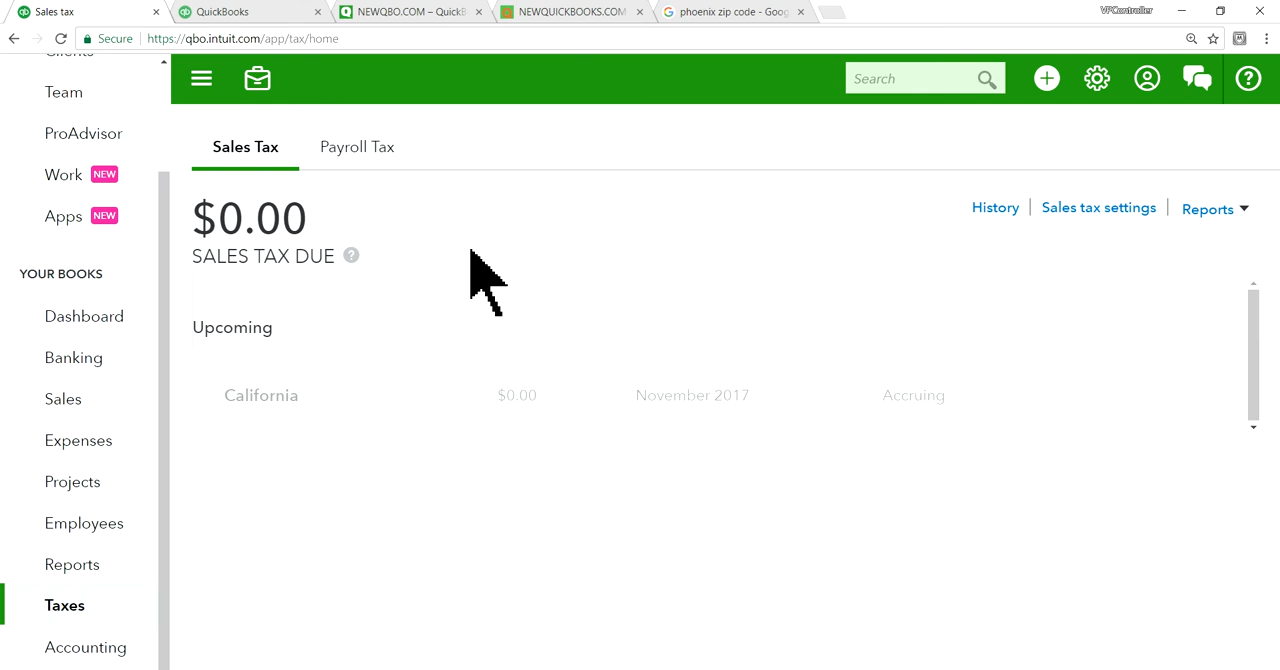 Sales tax
QuickBooks
NEWQBO.COM – QuickB
NEWQUICKBOOKS.COM
phoenix zip code - Goog
VPController
Secure
https://qbo.intuit.com/app/tax/home
Clients
Team
ProAdvisor
Work NEW
Apps NEW
YOUR BOOKS
Dashboard
Banking
Sales
Expenses
Projects
Employees
Reports
Taxes
Accounting
Search
Sales Tax
Payroll Tax
$0.00
SALES TAX DUE ?
History
Sales tax settings
Reports
Upcoming
California $0.00 November 2017 Accruing